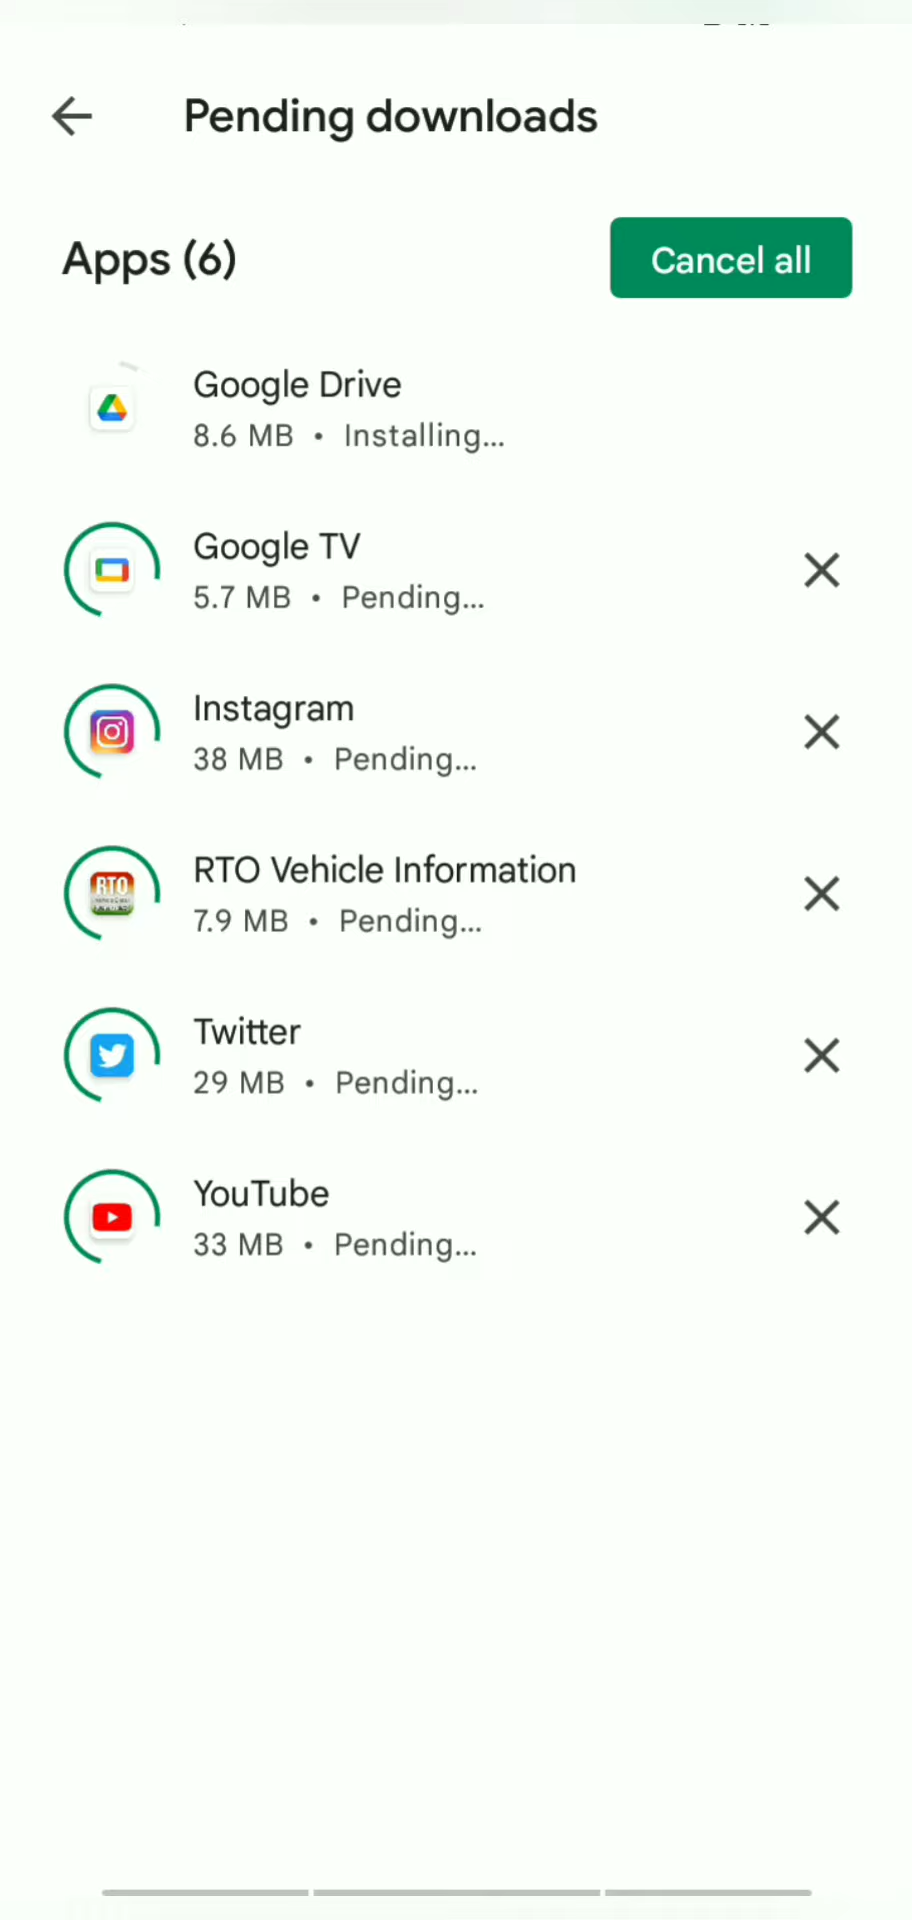 Pending downloads
Apps (6)
Cancel all
Google Drive
8.6 MB • Installing...
Google TV
5.7 MB • Pending...
Instagram
38 MB • Pending...
RTO Vehicle Information
7.9 MB • Pending...
RTO
Twitter
29 MB • Pending...
YouTube
33 MB • Pending...